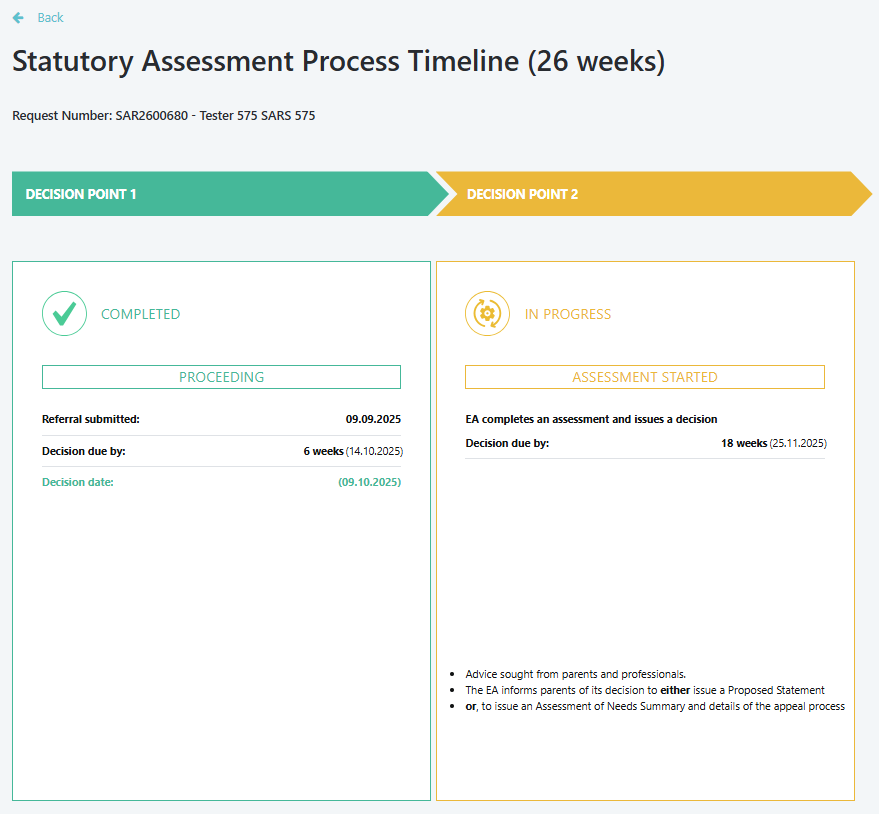 Back
Statutory Assessment Process Timeline (26 weeks)
Request Number: SAR2600680 - Tester 575 SARS 575
DECISION POINT 1
DECISION POINT 2
COMPLETED
PROCEEDING
Referral submitted: 09.09.2025
Decision due by: 6 weeks (14.10.2025)
Decision date: (09.10.2025)
IN PROGRESS
ASSESSMENT STARTED
EA completes an assessment and issues a decision
Decision due by: 18 weeks (25.11.2025)
• Advice sought from parents and professionals.
• The EA informs parents of its decision to either issue a Proposed Statement
• or, to issue an Assessment of Needs Summary and details of the appeal process